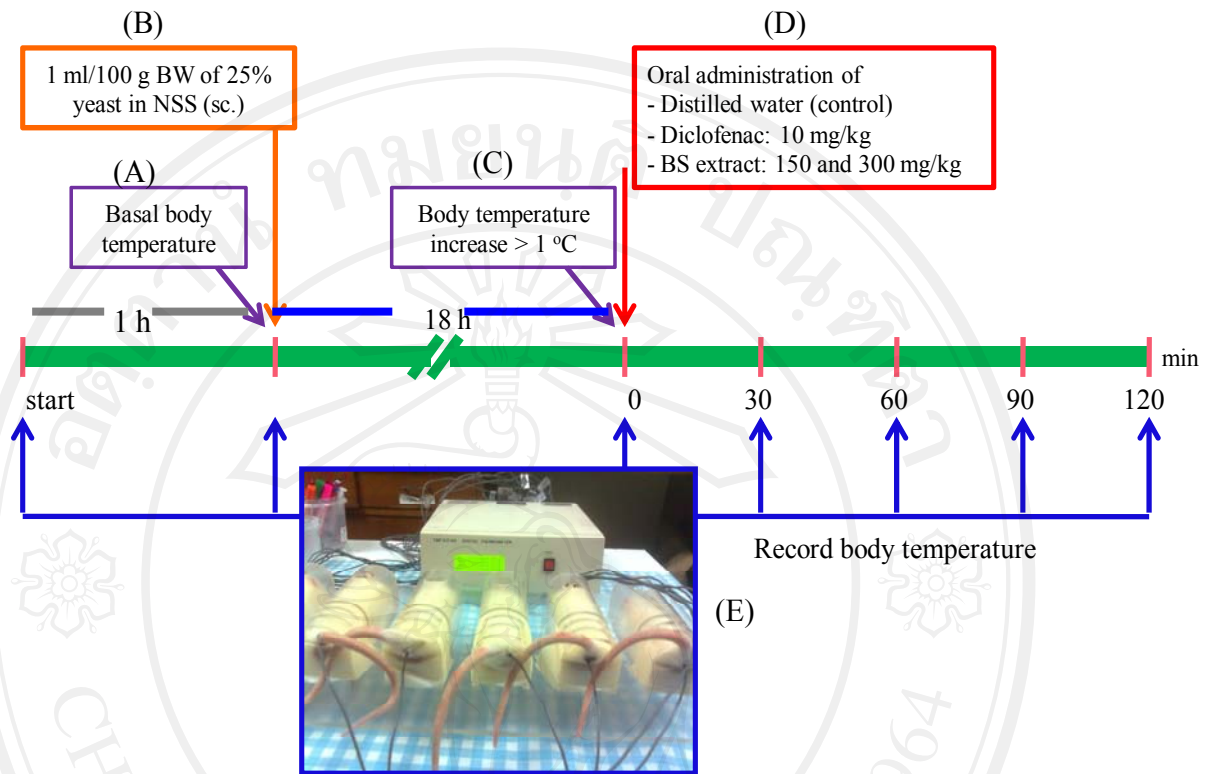 (B)
1 ml/100 g BW of 25%
yeast in NSS (sc.)
(D)
Oral administration of
- Distilled water (control)
- Diclofenac: 10 mg/kg
- BS extract: 150 and 300 mg/kg
(A)
Basal body
temperature
(C)
Body temperature
increase > 1 °C
1 h
18 h
min
start
0
30
60
90
120
Record body temperature
(E)
CH
964